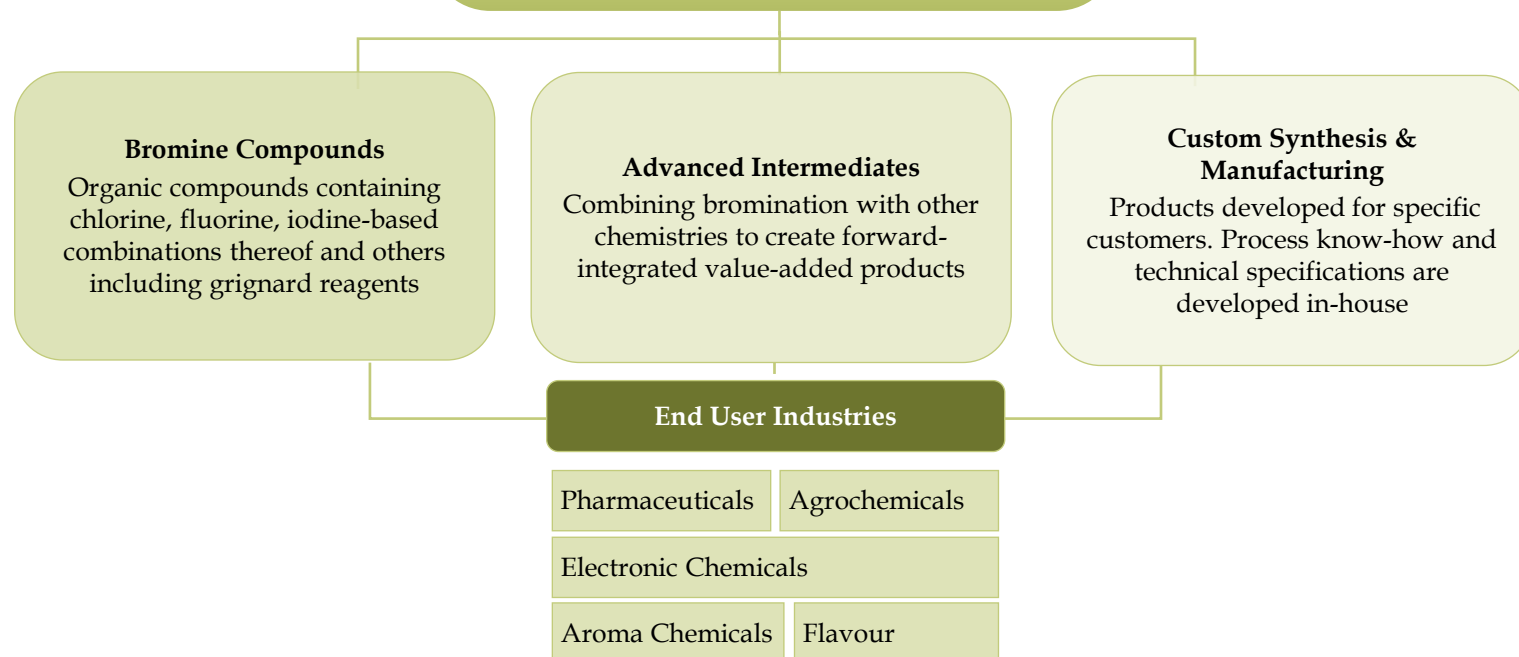 Bromine Compounds
Organic compounds containing
chlorine, fluorine, iodine-based
combinations thereof and others
including grignard reagents
Advanced Intermediates
Combining bromination with other
chemistries to create forward-
integrated value-added products
Custom Synthesis &
Manufacturing
Products developed for specific
customers. Process know-how and
technical specifications are
developed in-house
End User Industries
Pharmaceuticals
Agrochemicals
Electronic Chemicals
Aroma Chemicals
Flavour